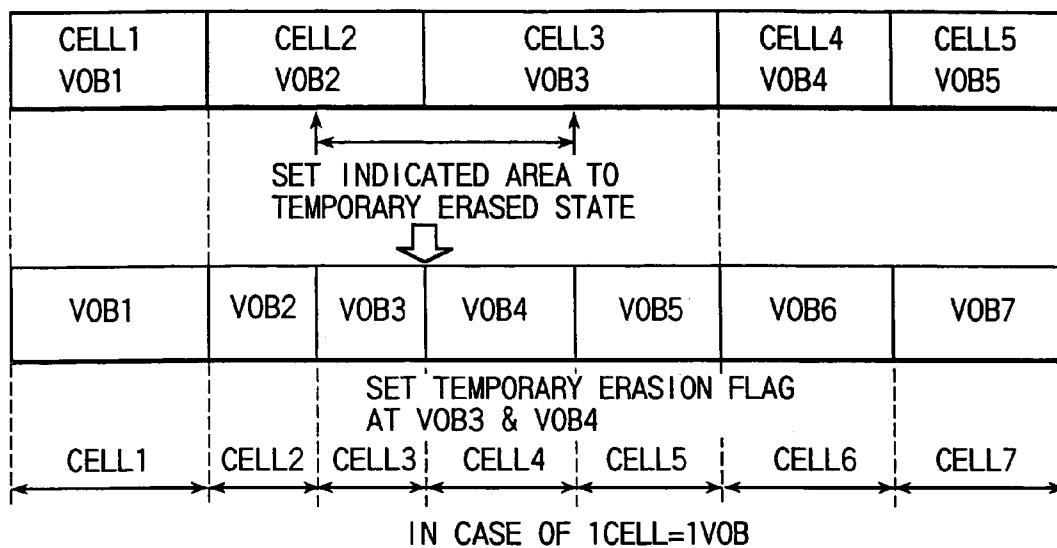 CELL1 CELL2 CELL3 CELL4 CELL5
VOB1 VOB2 VOB3 VOB4 VOB5
SET INDICATED AREA TO
TEMPORARY ERASED STATE
VOB1 VOB2 VOB3 VOB4 VOB5 VOB6 VOB7
SET TEMPORARY ERASION FLAG
AT VOB3 & VOB4
CELL1 CELL2 CELL3 CELL4 CELL5 CELL6 CELL7
IN CASE OF 1CELL=1VOB